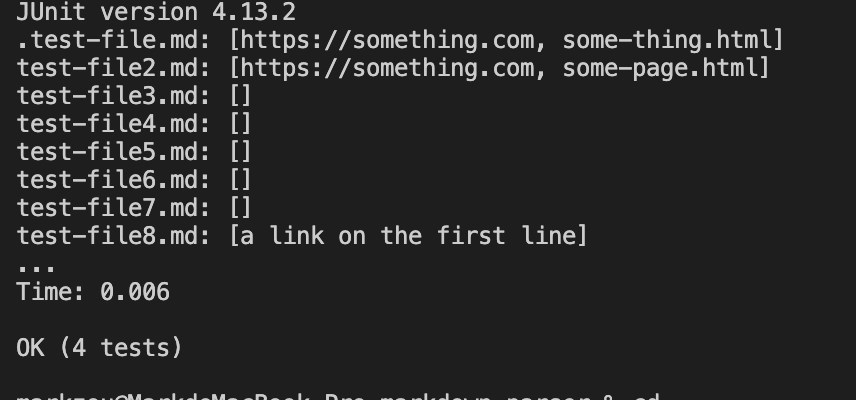 JUnit version 4.13.2
.test-file.md: [https://something.com, some-thing.html]
test-file2.md: [https://something.com, some-page.html]
test-file3.md: []
test-file4.md: []
test-file5.md: []
test-file6.md: []
test-file7.md: []
test-file8.md: [a link on the first line]
...
Time: 0.006
OK (4 tests)